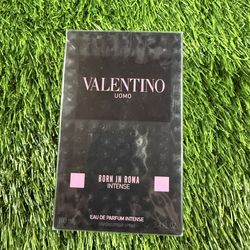 VALENTINO
UOMO
BORN IN ROMA
INTENSE
EAU DE PARFUM INTENSE